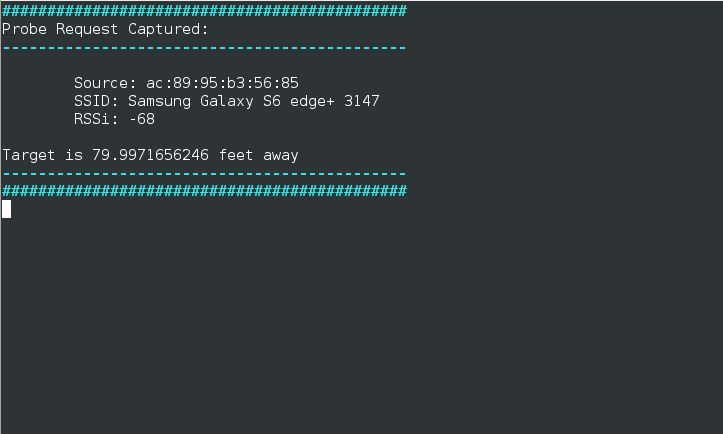 #############################################
Probe Request Captured:
---------------------------------------------
Source: ac:89:95:b3:56:85
SSID: Samsung Galaxy S6 edge+ 3147
RSSi: -68
Target is 79.9971656246 feet away
---------------------------------------------
#############################################